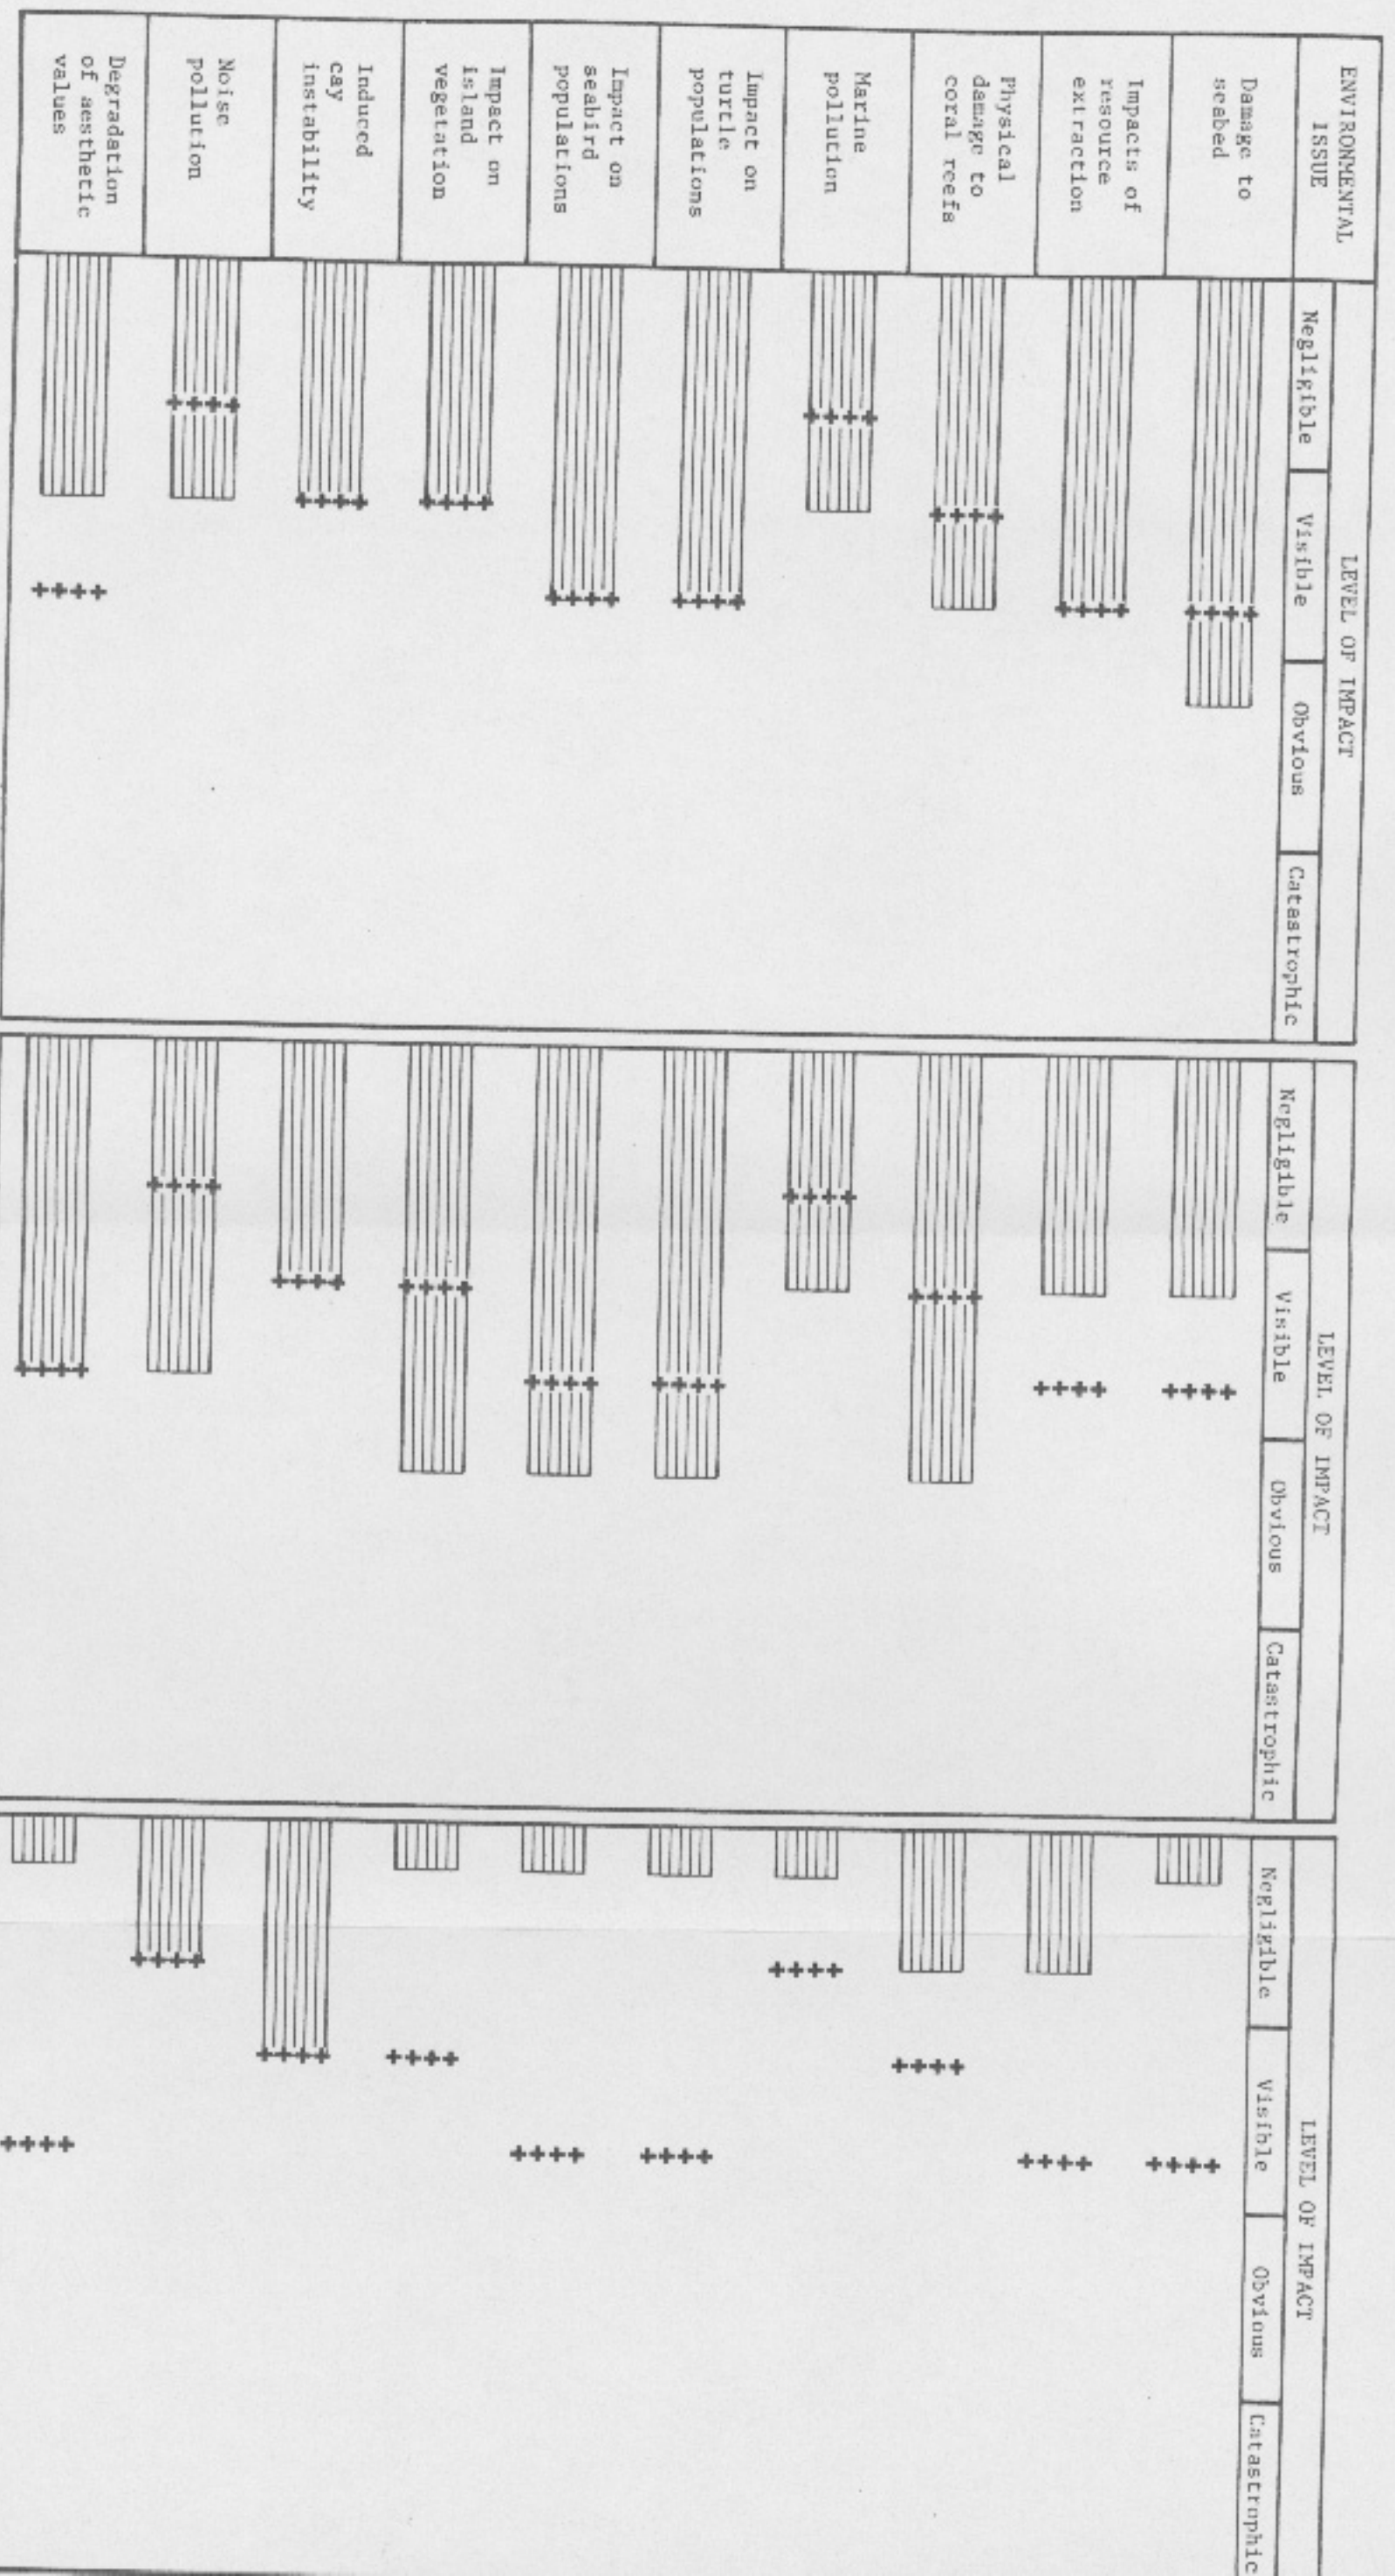 ENVIRONMENTAL
ISSUE
LEVEL OF IMPACT
Negligible
Visible
Obvious
Catastrophic
LEVEL OF IMPACT
Negligible
Visible
Obvious
Catastrophic
LEVEL OF IMPACT
Negligible
Visible
Obvious
Catastrophic
Damage to
seabed
Impacts of
resource
extraction
Physical
damage to
coral reefs
Marine
pollution
Impact on
turtle
populations
Impact on
seabird
populations
Impact on
island
vegetation
Induced
cay
instability
Noise
pollution
Degradation
of aesthetic
values